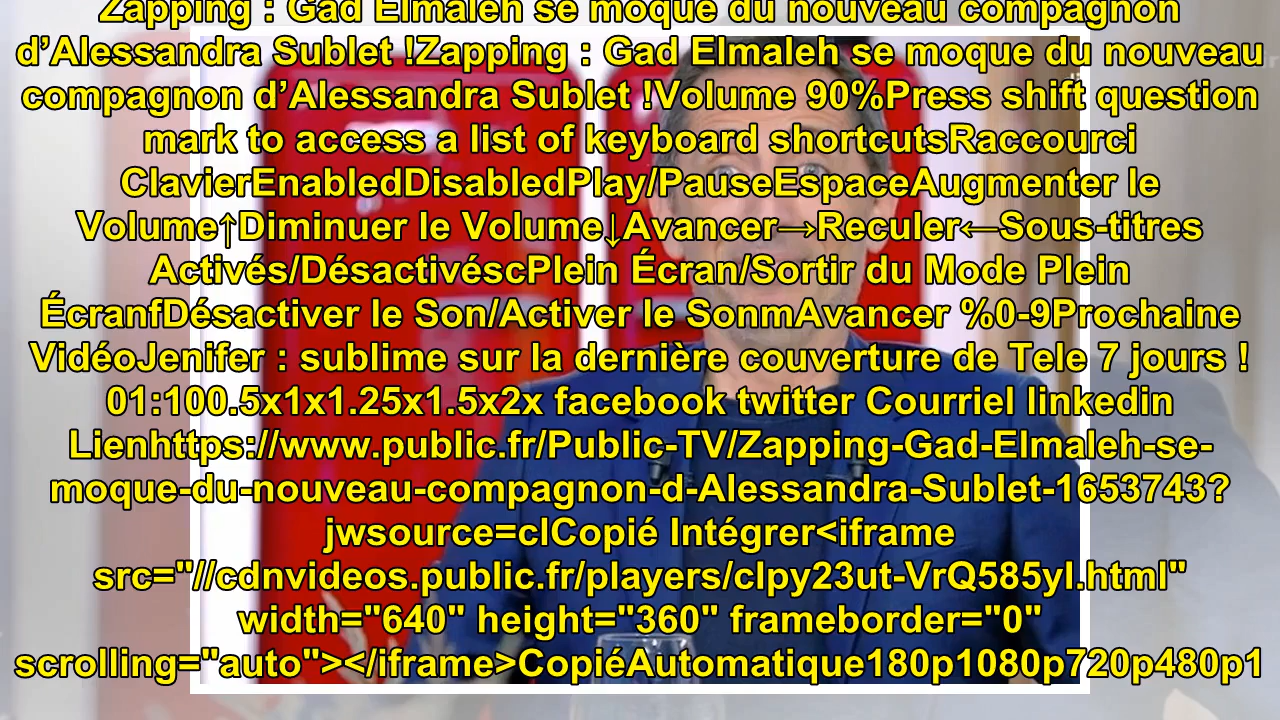 Zapping : Gad Elmaleh se moque du nouveau compagnon
d’Alessandra Sublet !Zapping : Gad Elmaleh se moque du nouveau
compagnon d’Alessandra Sublet !Volume 90%Press shift question
mark to access a list of keyboard shortcutsRaccourci
ClavierEnabledDisabledPlay/PauseEspaceAugmenter le
Volume↑Diminuer le Volume↓Avancer→Reculer←Sous-titres
Activés/DésactivéscPlein Écran/Sortir du Mode Plein
ÉcranfDésactiver le Son/Activer le SonmAvancer %0-9Prochaine
VidéoJenifer : sublime sur la dernière couverture de Tele 7 jours !
01:100.5x1x1.25x1.5x2x facebook twitter Courriel linkedin
Lienhttps://www.public.fr/Public-TV/Zapping-Gad-Elmaleh-se-
moque-du-nouveau-compagnon-d-Alessandra-Sublet-1653743?
jwsource=clCopié Intégrer<iframe
src="//cdnvideos.public.fr/players/cIpy23ut-VrQ585yI.html"
width="640" height="360" frameborder="0"
scrolling="auto"></iframe>CopiéAutomatique180p1080p720p480p1